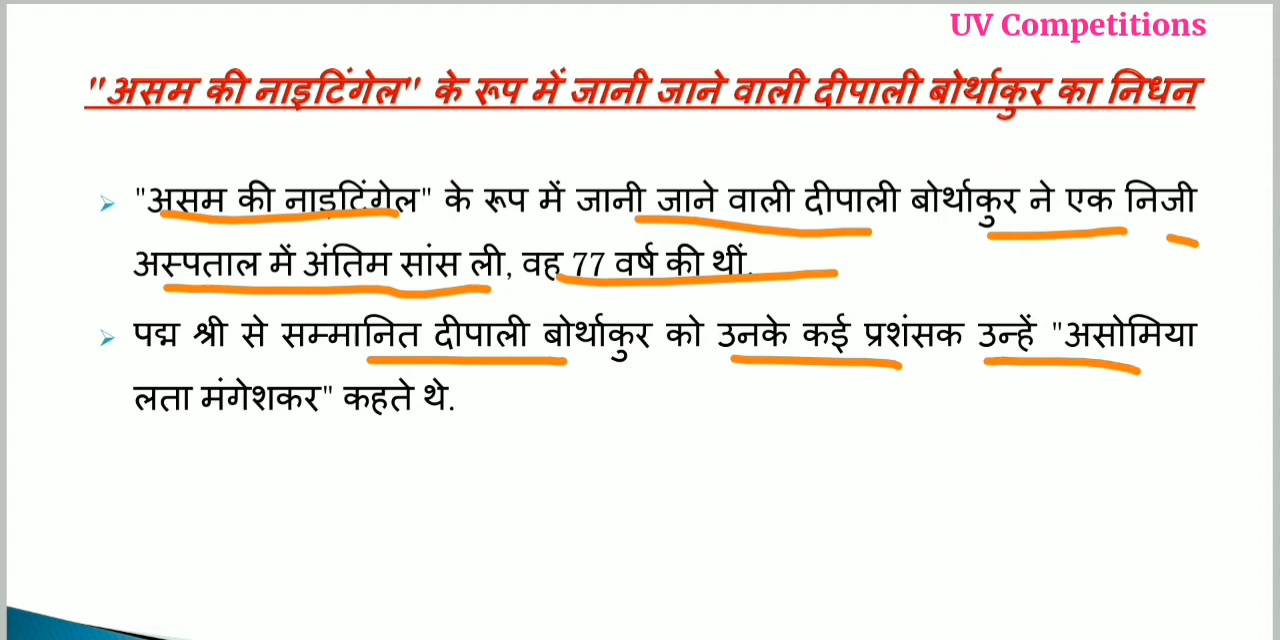 UV Competitions
"असम की नाइटिंगेल" के रूप में जानी जाने वाली दीपाली बोर्थाकुर का निधन
"असम की नाइटिंगेल" के रूप में जानी जाने वाली दीपाली बोर्थाकुर ने एक निजी
अस्पताल में अंतिम सांस ली, वह 77 वर्ष की थीं.
पद्म श्री से सम्मानित दीपाली बोर्थाकुर को उनके कई प्रशंसक उन्हें "असोमिया
लता मंगेशकर" कहते थे.